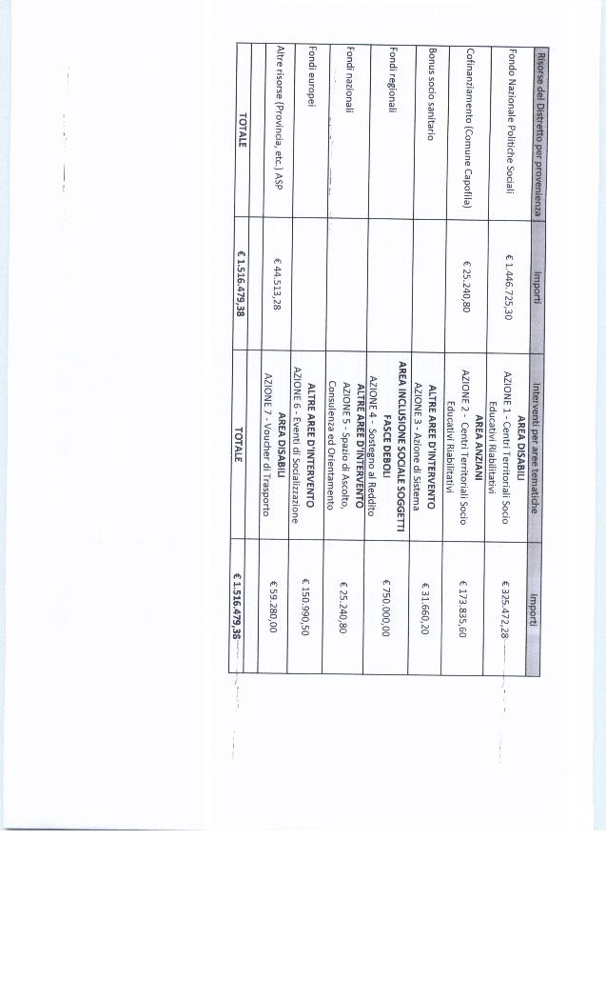 Risorse del Distretto per provenienza Importi Interventi per aree tematiche Importi
Fondo Nazionale Politiche Sociali € 1.446.725,30 AREA DISABILI
AZIONE 1 - Centri Territoriali Socio € 325.472,28
Educativi Riabilitativi
Cofinanziamento (Comune Capofila) € 25.240,80 AREA ANZIANI
AZIONE 2 - Centri Territoriali Socio € 173.835,60
Educativi Riabilitativi
Bonus socio sanitario ALTRE AREE D'INTERVENTO
AZIONE 3 - Azione di Sistema € 31.660,20
Fondi regionali AREA INCLUSIONE SOCIALE SOGGETTI
FASCE DEBOLI € 750.000,00
AZIONE 4 - Sostegno al Reddito
Fondi nazionali ALTRE AREE D'INTERVENTO
AZIONE 5 - Spazio di Ascolto, € 25.240,80
Consulenza ed Orientamento
Fondi europei ALTRE AREE D'INTERVENTO
AZIONE 6 - Eventi di Socializzazione € 150.990,50
Altre risorse (Provincia, etc.) ASP € 44.513,28 AREA DISABILI
AZIONE 7 - Voucher di Trasporto € 59.280,00
TOTALE € 1.516.479,38 TOTALE € 1.516.479,38